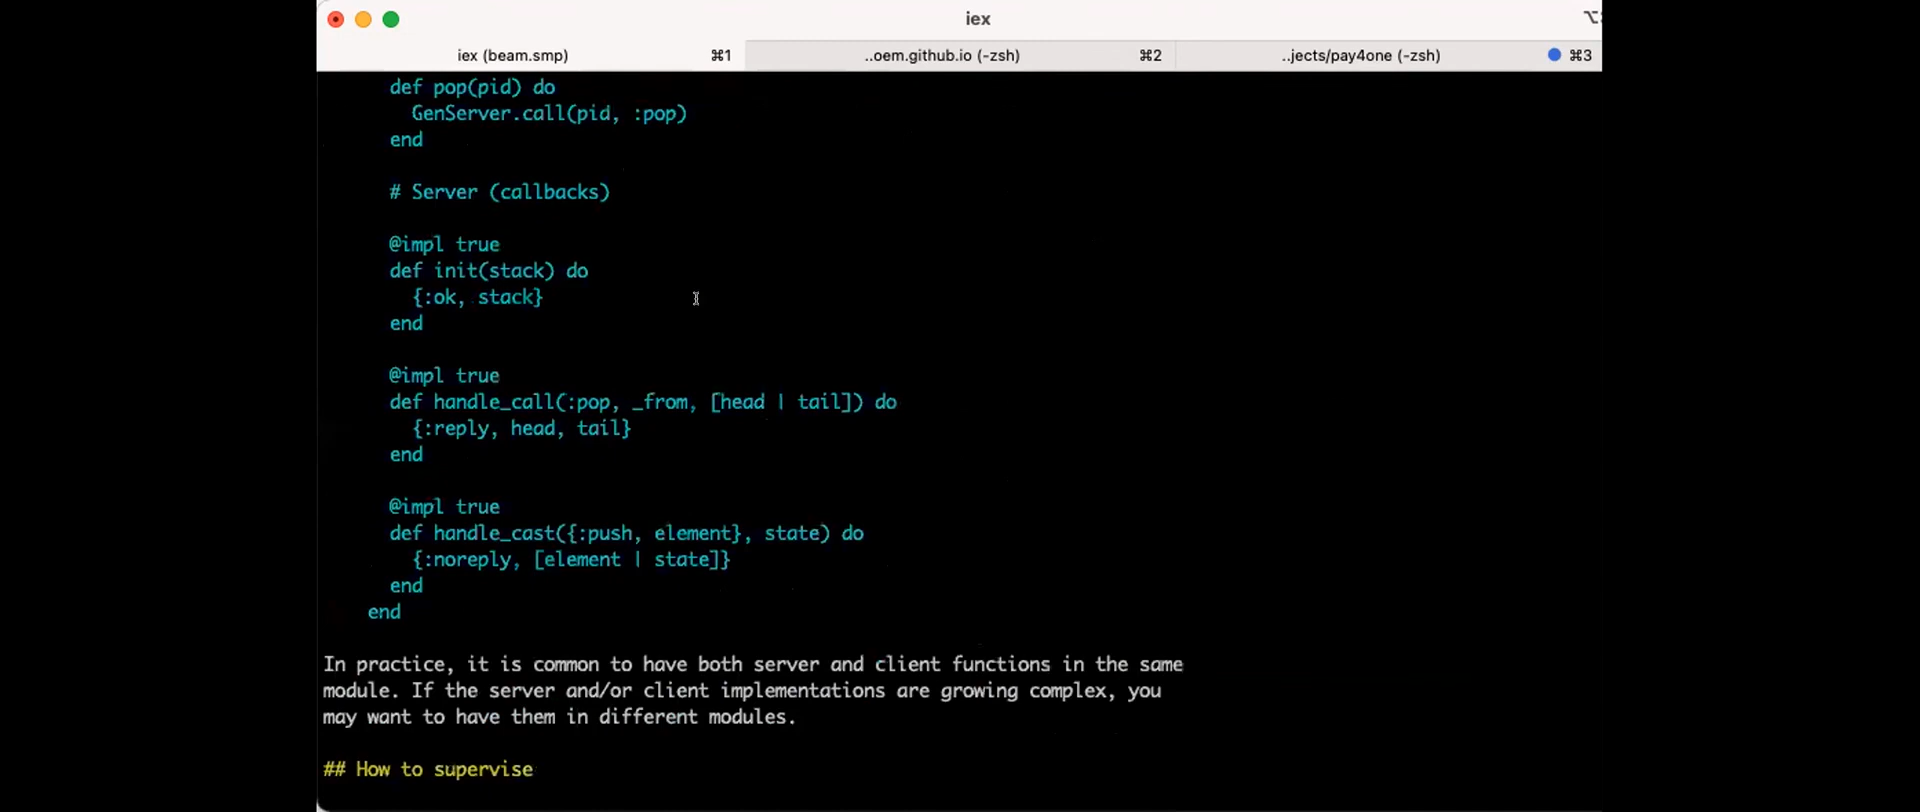 iex
iex (beam.smp) ⌘1 ..oem.github.io (-zsh) ⌘2 ..jects/pay4one (-zsh) ⌘3
def pop(pid) do
GenServer.call(pid, :pop)
end
# Server (callbacks)
@impl true
def init(stack) do
{:ok, stack}
end
@impl true
def handle_call(:pop, _from, [head | tail]) do
{:reply, head, tail}
end
@impl true
def handle_cast({:push, element}, state) do
{:noreply, [element | state]}
end
end
In practice, it is common to have both server and client functions in the same
module. If the server and/or client implementations are growing complex, you
may want to have them in different modules.
## How to supervise